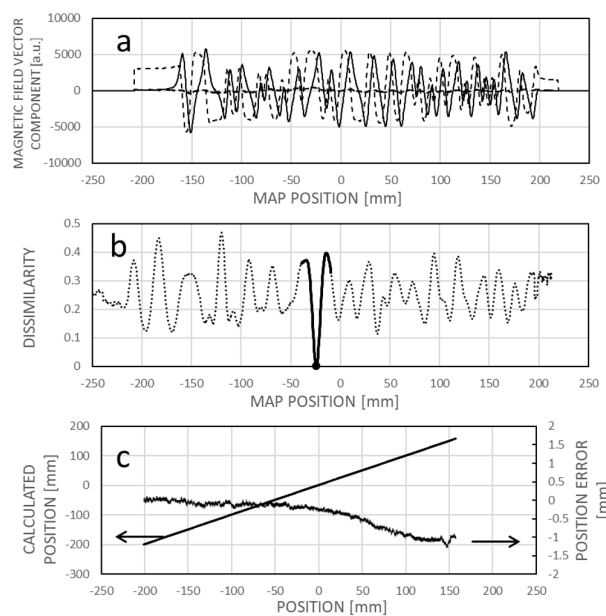 a
MAGNETIC FIELD VECTOR
COMPONENT [a.u.]
10000
5000
0
-5000
-10000
-250 -200 -150 -100 -50 0 50 100 150 200 250
MAP POSITION [mm]
b
DISSIMILARITY
0.5
0.4
0.3
0.2
0.1
0
-250 -200 -150 -100 -50 0 50 100 150 200 250
MAP POSITION [mm]
c
CALCULATED
POSITION [mm]
200
100
0
-100
-200
-300
2
1.5
1
0.5
0
-0.5
-1
-1.5
-2
POSITION ERROR
[mm]
-250 -200 -150 -100 -50 0 50 100 150 200 250
POSITION [mm]